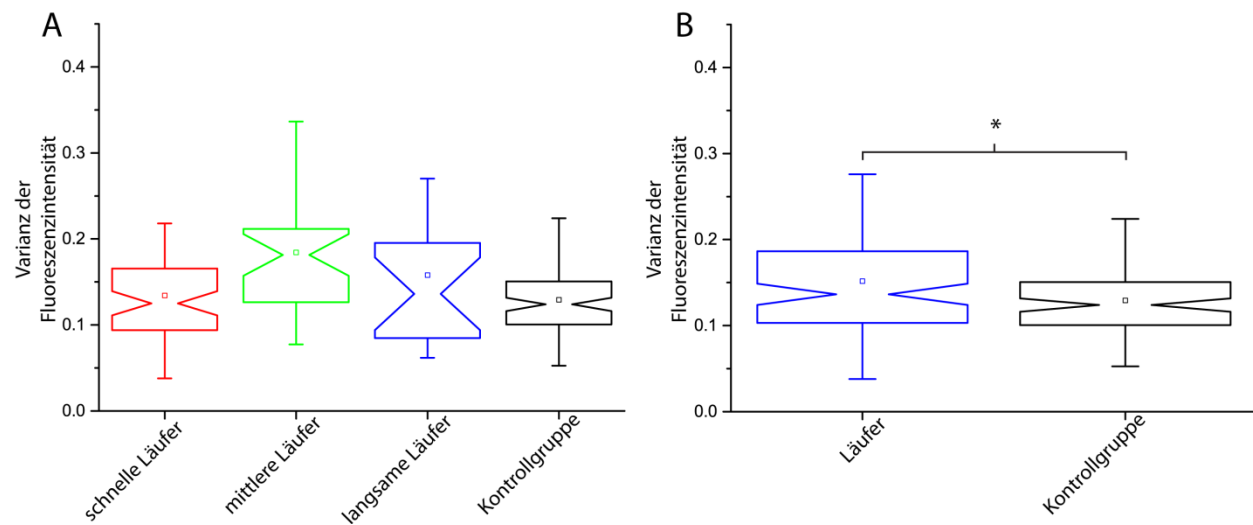 A
Varianz der
Fluoreszenzintensität
0.4
0.3
0.2
0.1
0.0
schnelle Läufer
mittlere Läufer
langsame Läufer
Kontrollgruppe
B
Varianz der
Fluoreszenzintensität
0.4
0.3
0.2
0.1
0.0
*
Läufer
Kontrollgruppe